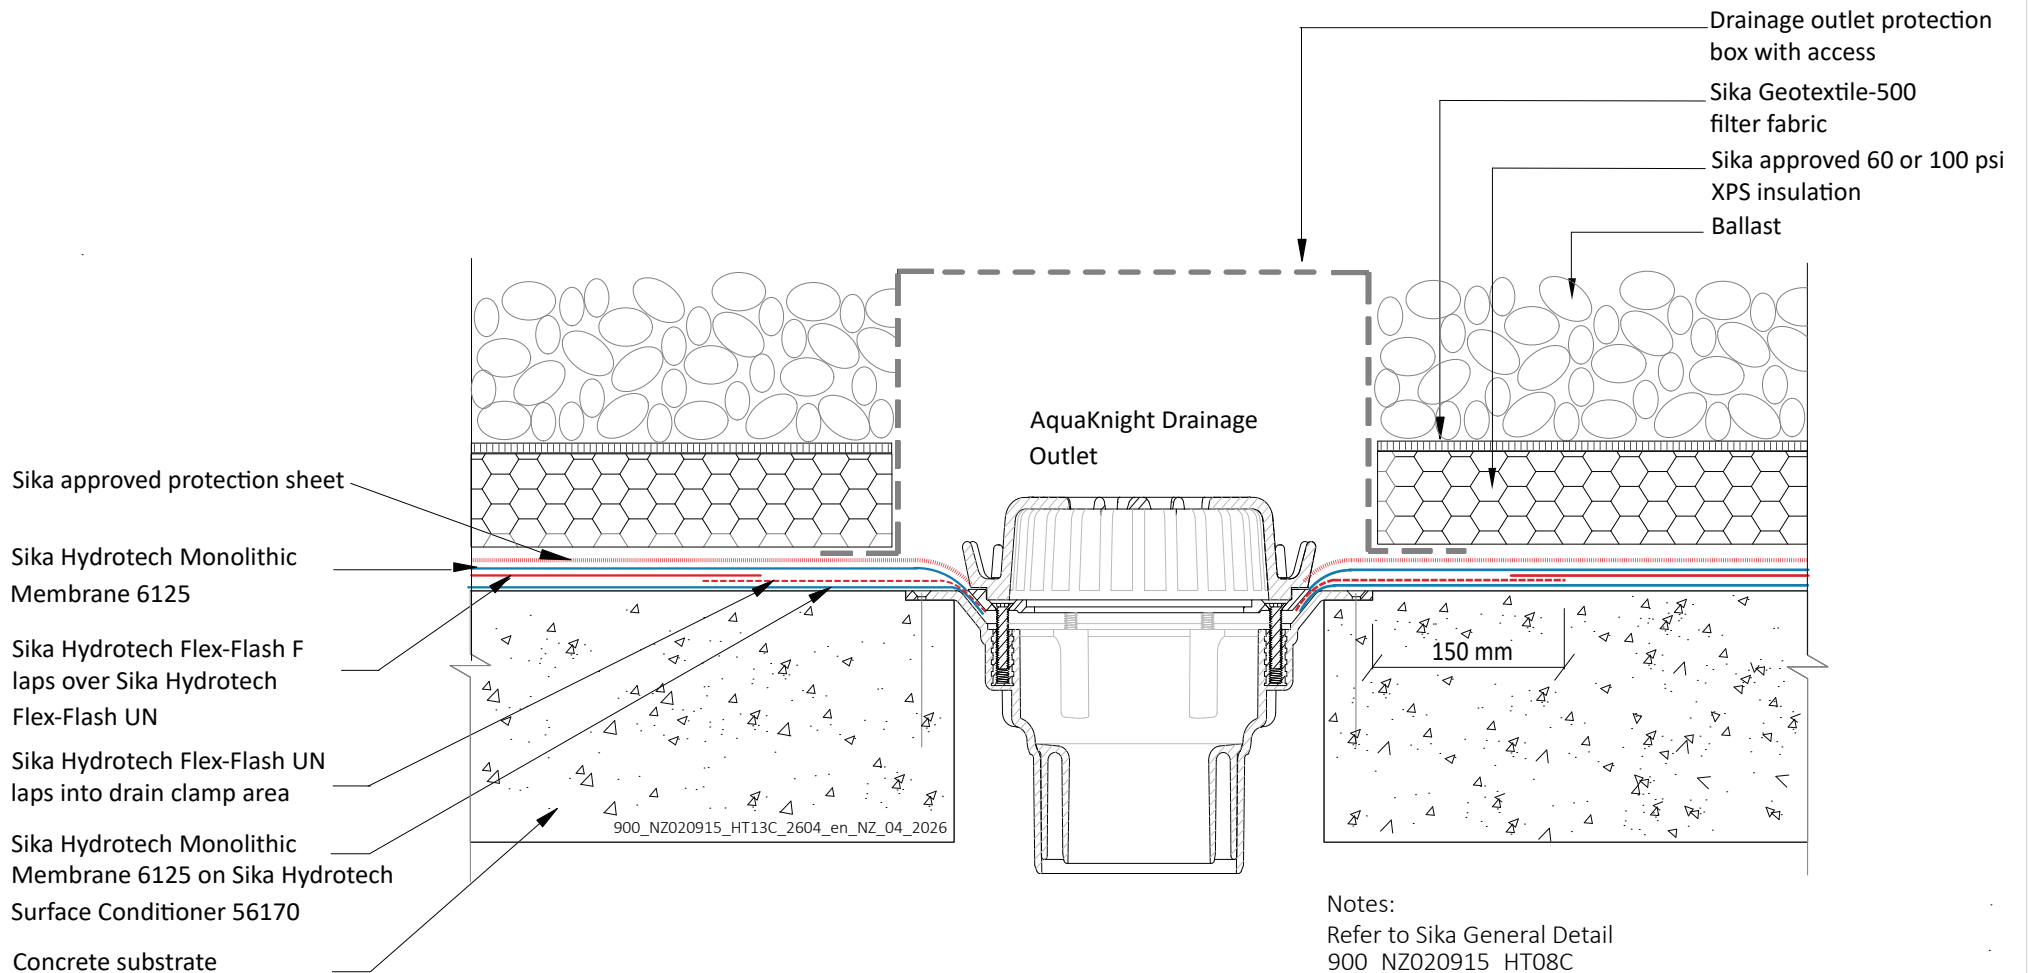 Drainage outlet protection
box with access
Sika Geotextile-500
filter fabric
Sika approved 60 or 100 psi
XPS insulation
Ballast
AquaKnight Drainage
Outlet
Sika approved protection sheet
Sika Hydrotech Monolithic
Membrane 6125
Sika Hydrotech Flex-Flash F
laps over Sika Hydrotech
Flex-Flash UN
Sika Hydrotech Flex-Flash UN
laps into drain clamp area
Sika Hydrotech Monolithic
Membrane 6125 on Sika Hydrotech
Surface Conditioner 56170
Concrete substrate
150 mm
900_NZ020915_HT13C_2604_en_NZ_04_2026
Notes:
Refer to Sika General Detail
900_NZ020915_HT08C